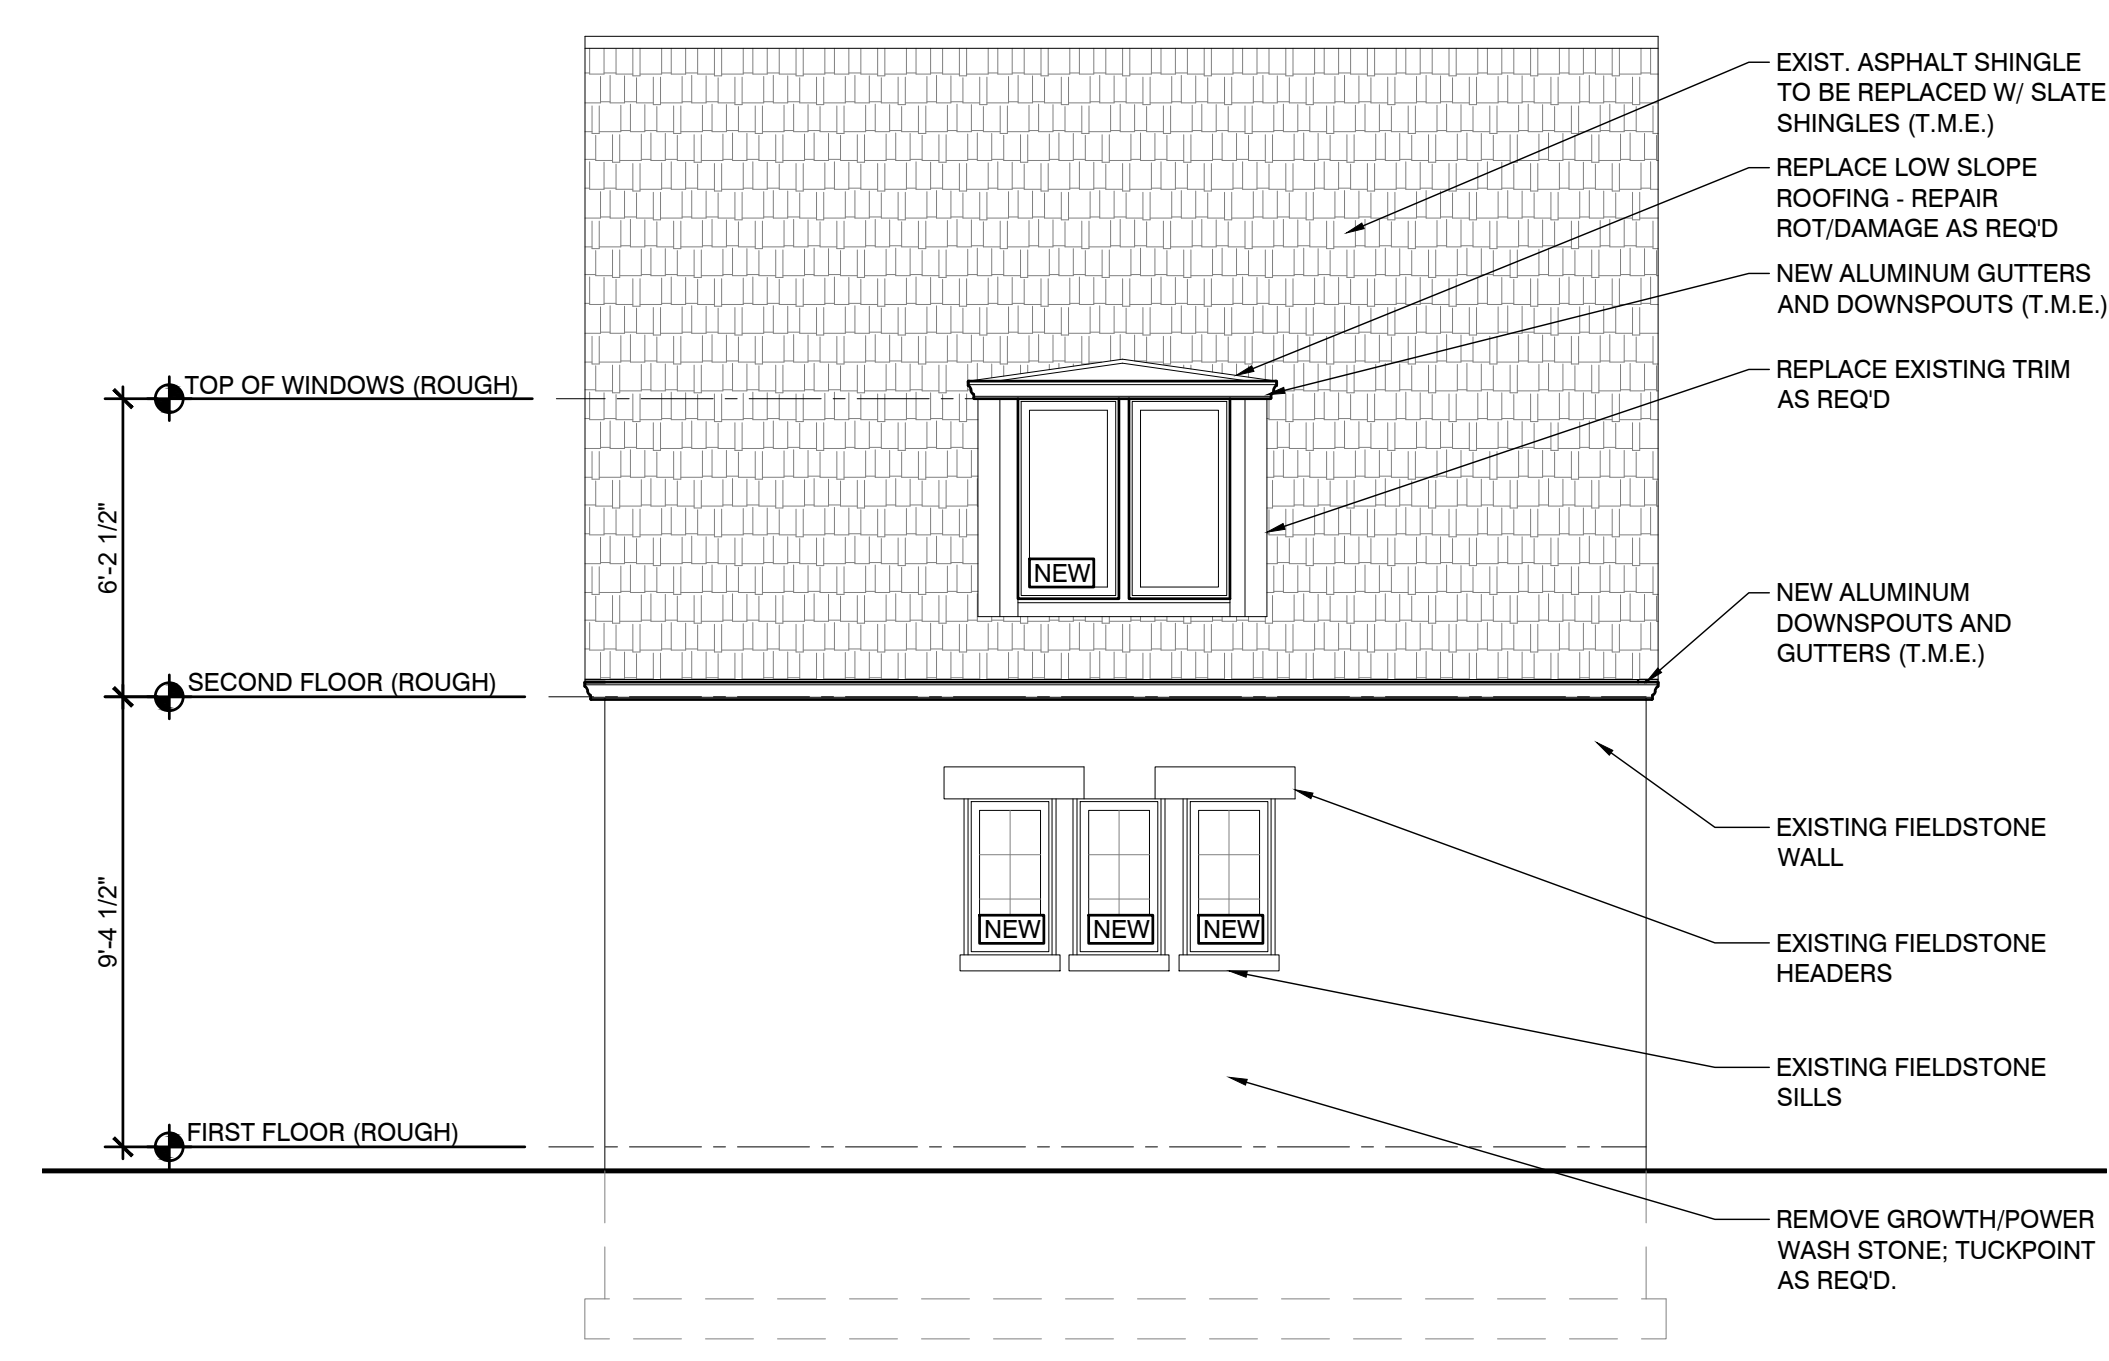 EXIST. ASPHALT SHINGLE
TO BE REPLACED W/ SLATE
SHINGLES (T.M.E.)
REPLACE LOW SLOPE
ROOFING - REPAIR
ROT/DAMAGE AS REQ'D
NEW ALUMINUM GUTTERS
AND DOWNSPOUTS (T.M.E.)
REPLACE EXISTING TRIM
AS REQ'D
TOP OF WINDOWS (ROUGH)
6'-2 1/2"
NEW
NEW ALUMINUM
DOWNSPOUTS AND
GUTTERS (T.M.E.)
SECOND FLOOR (ROUGH)
EXISTING FIELDSTONE
WALL
9'-4 1/2"
NEW
NEW
NEW
EXISTING FIELDSTONE
HEADERS
EXISTING FIELDSTONE
SILLS
FIRST FLOOR (ROUGH)
REMOVE GROWTH/POWER
WASH STONE; TUCKPOINT
AS REQ'D.